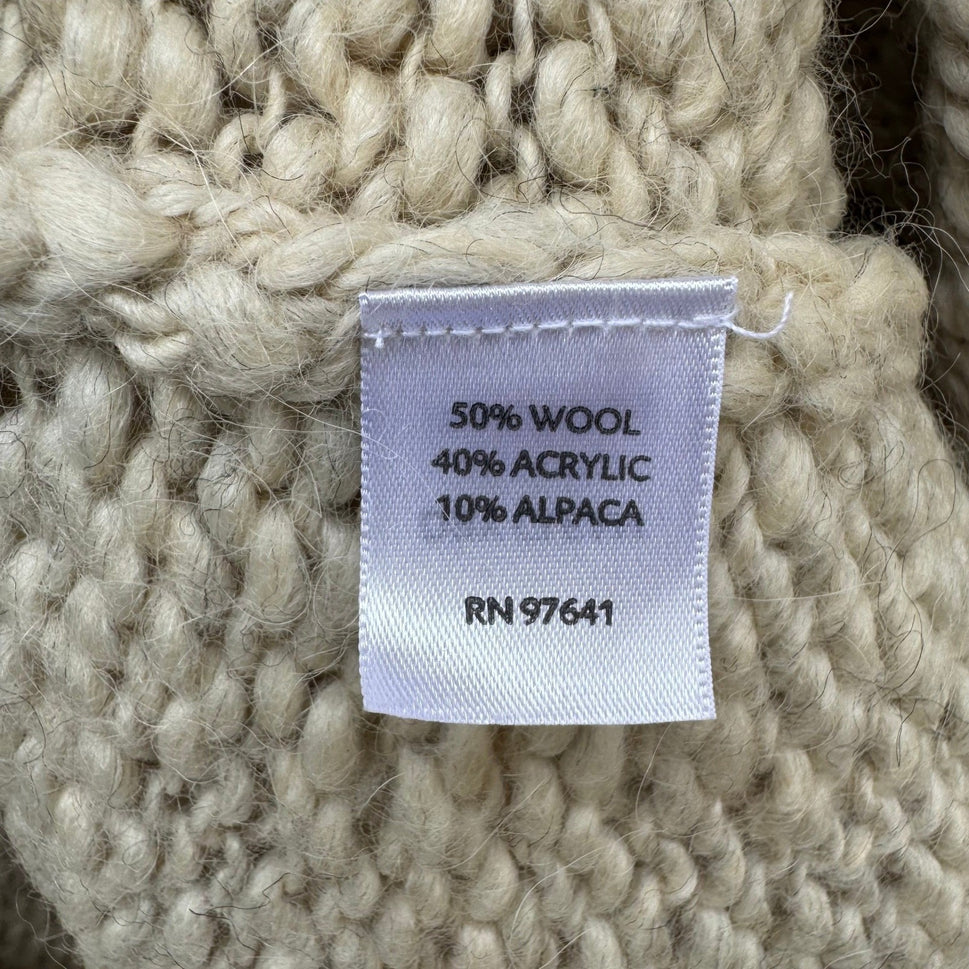 50% WOOL
40% ACRYLIC
10% ALPACA
RN 97641